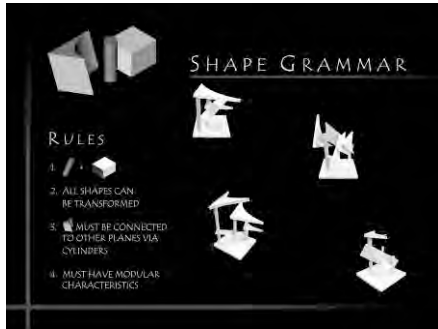 SHAPE GRAMMAR
RULES
1. +
2. ALL SHAPES CAN
BE TRANSFORMED
3. MUST BE CONNECTED
TO OTHER PLANES VIA
CYLINDERS
4. MUST HAVE MODULAR
CHARACTERISTICS